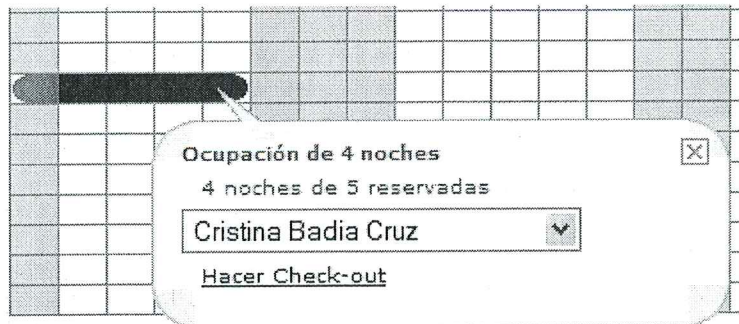 Ocupación de 4 noches
4 noches de 5 reservadas
Cristina Badia Cruz
Hacer Check-out